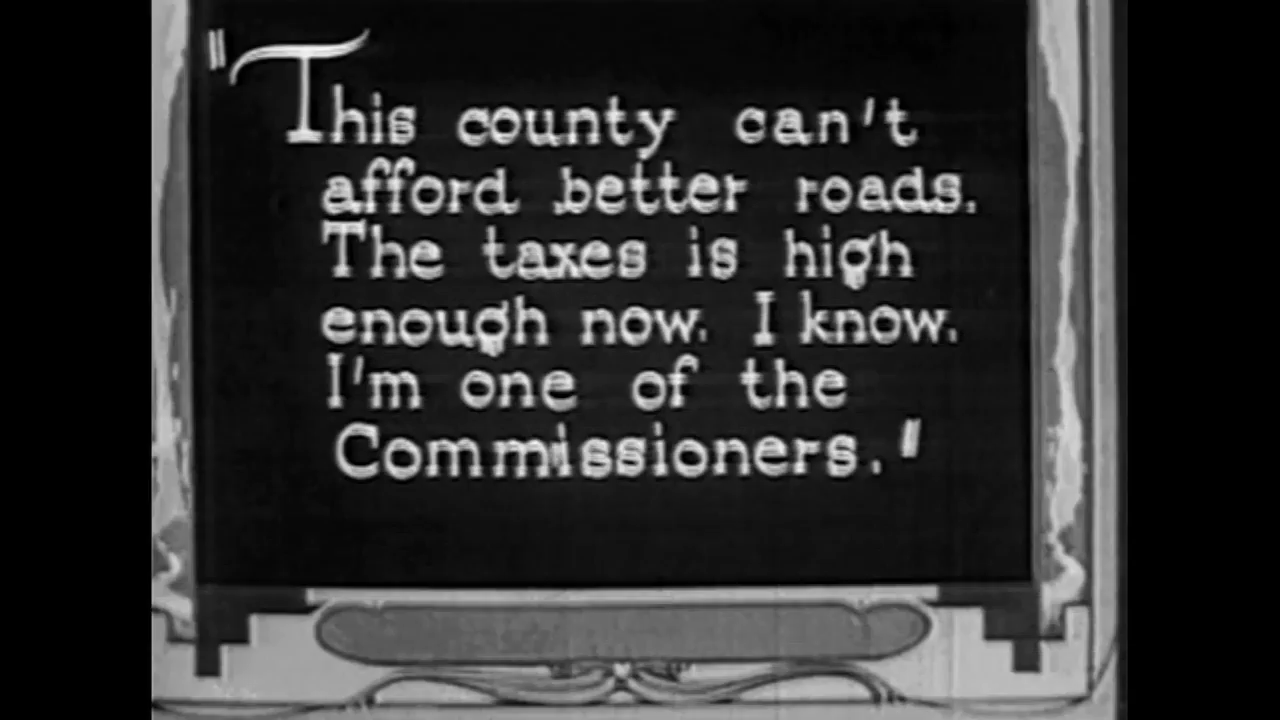 "This county can't
afford better roads.
The taxes is high
enough now. I know.
I'm one of the
Commissioners."